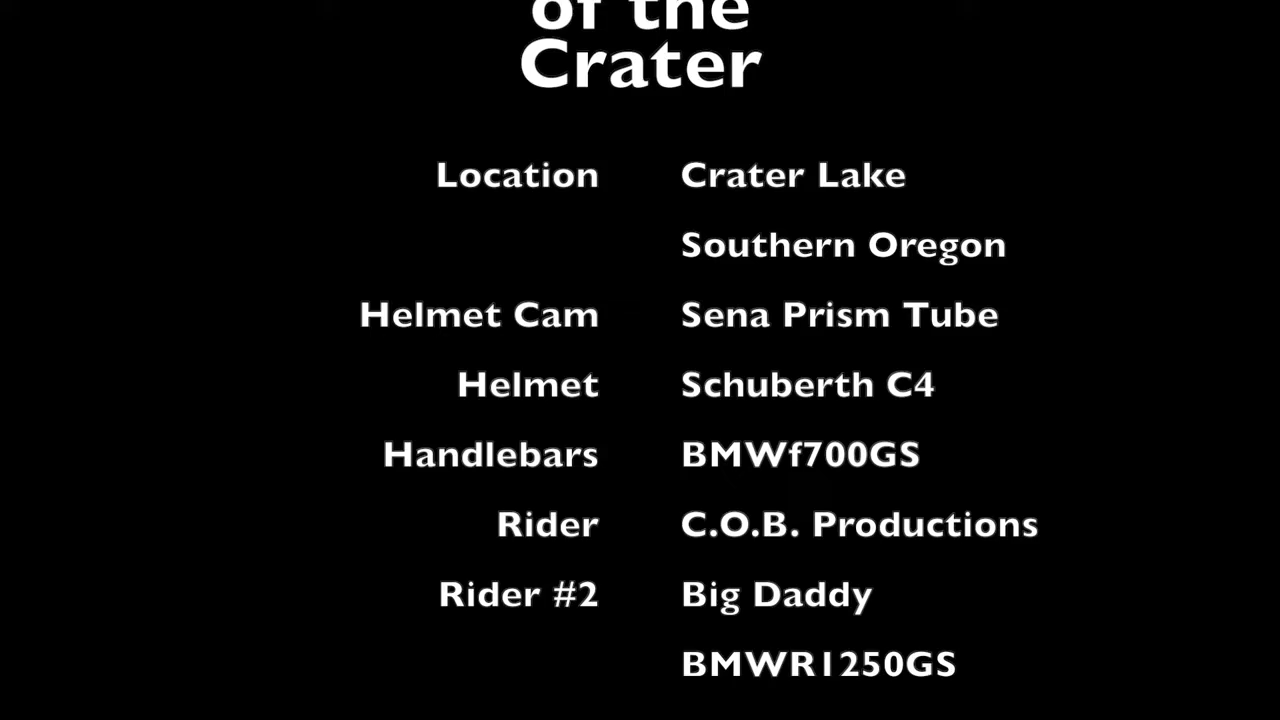 of the
Crater
Location Crater Lake
Southern Oregon
Helmet Cam Sena Prism Tube
Helmet Schuberth C4
Handlebars BMWf700GS
Rider C.O.B. Productions
Rider #2 Big Daddy
BMWR1250GS